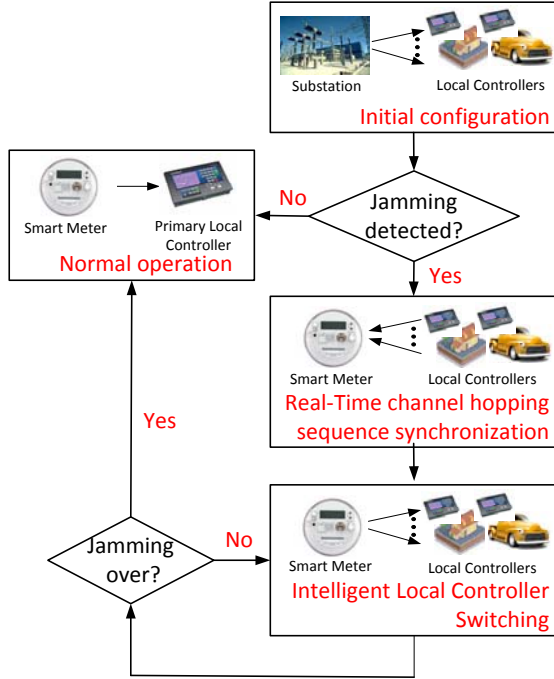 Substation
Local Controllers
Initial configuration
Smart Meter
Primary Local
Controller
Normal operation
No
Jamming
detected?
Yes
Smart Meter
Local Controllers
Real-Time channel hopping
sequence synchronization
Yes
Smart Meter
Local Controllers
Intelligent Local Controller
Switching
Jamming
over?
No